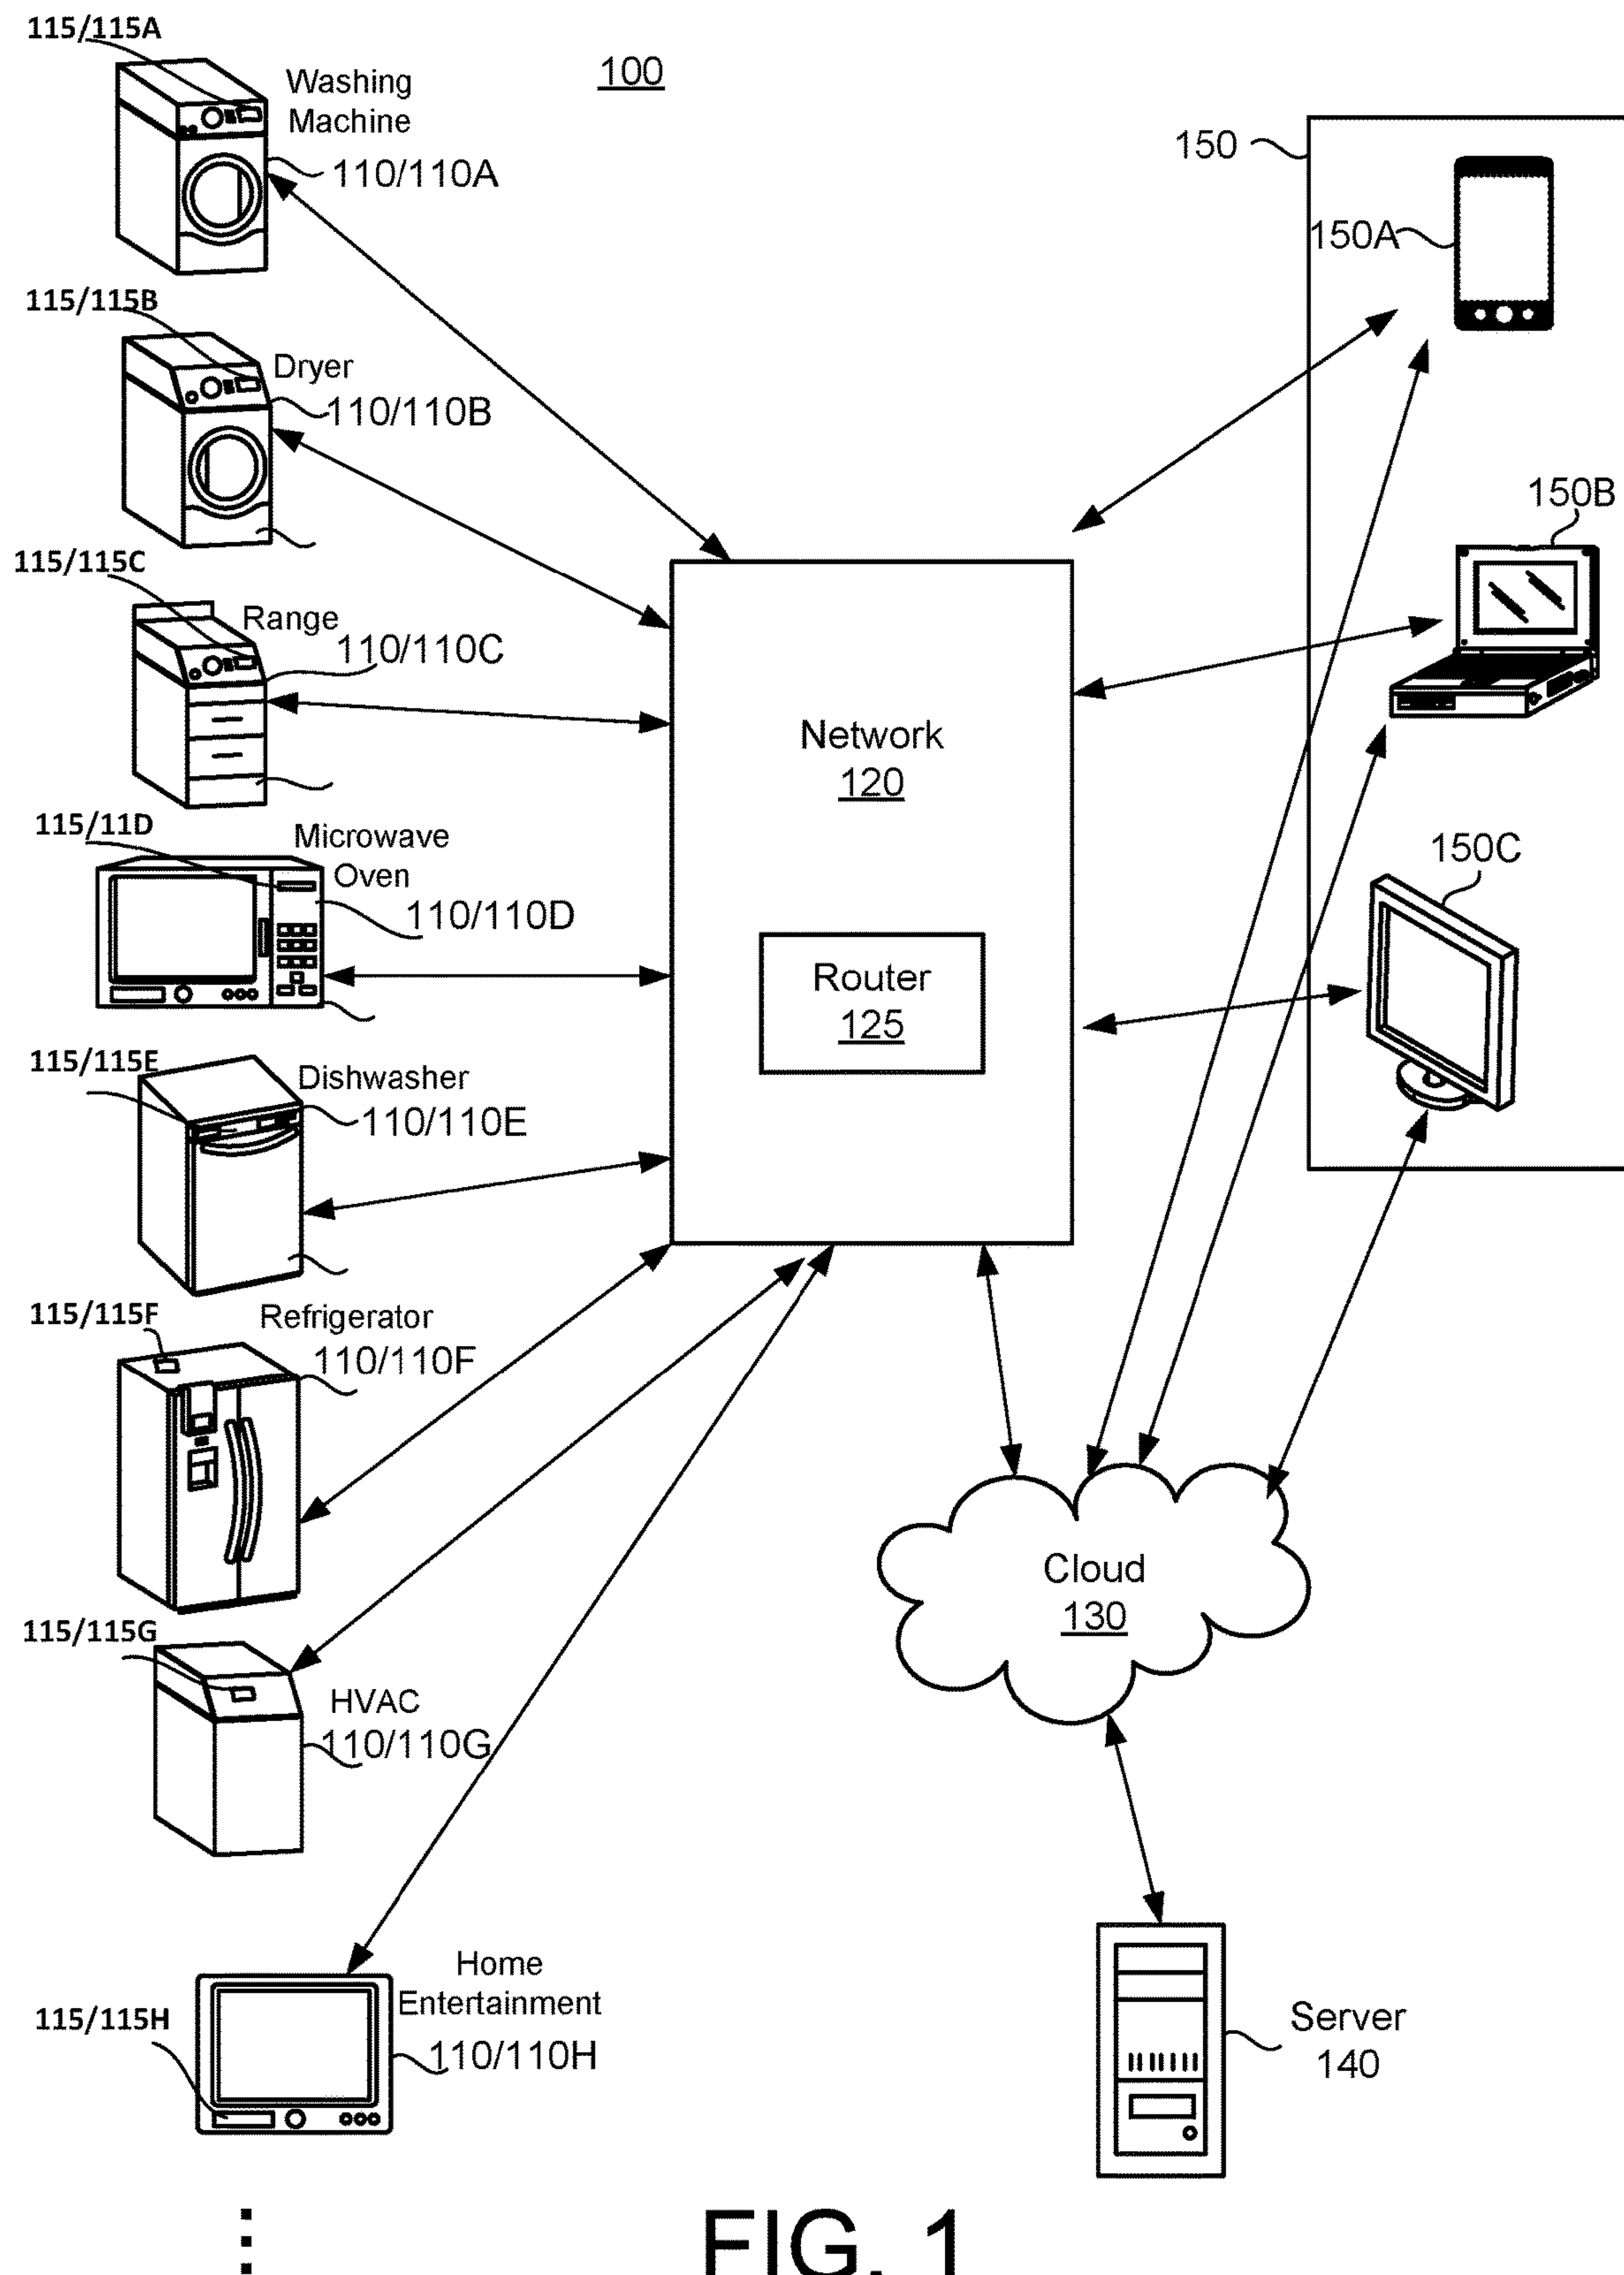 115/115A
100
Washing
Machine
110/110A
150
150A
115/115B
Dryer
110/110B
150B
115/115C
Range
110/110C
Network
120
115/11D
Microwave
Oven
110/110D
150C
Router
125
115/115E
Dishwasher
110/110E
115/115F
Refrigerator
110/110F
Cloud
130
115/115G
HVAC
110/110G
Home
Entertainment
115/115H
110/110H
Server
140
FIG. 1